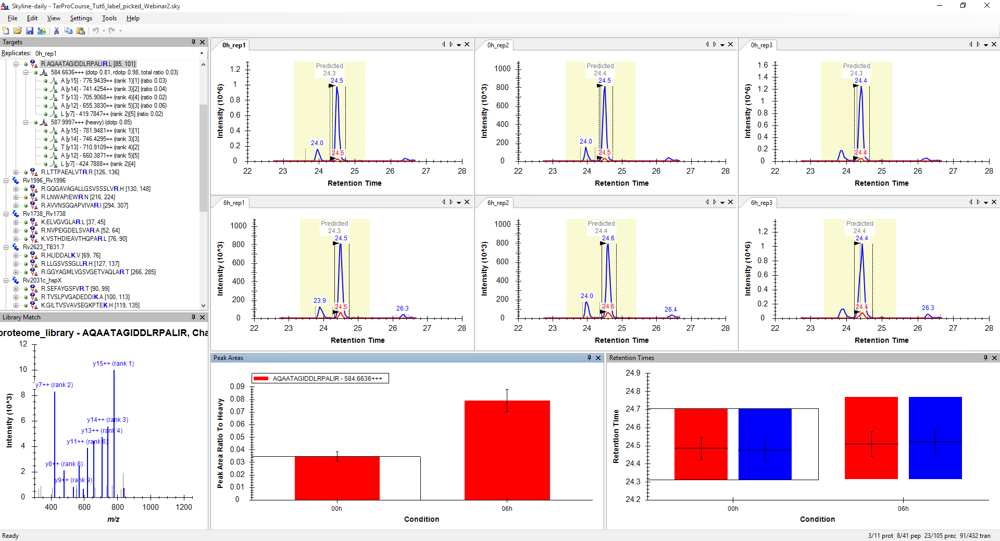 Skyline-daily - TarProCourse_Tut6_label_picked_Webinar2.sky
File Edit View Settings Tools Help
Targets
Replicates: 0h_rep1
R.AQAATAGIDDLRPALIR.L [85, 101]
584.6636+++ (dotp 0.81, rdotp 0.98, total ratio 0.03)
A [y15] - 776.9439++ (rank 1)[1] (ratio 0.03)
A [y14] - 741.4254++ (rank 3)[2] (ratio 0.04)
T [y13] - 705.9068++ (rank 4)[4] (ratio 0.02)
A [y12] - 655.3830++ (rank 5)[3] (ratio 0.06)
L [y7] - 419.7847++ (rank 2)[5] (ratio 0.02)
587.9997+++ (heavy) (dotp 0.85)
A [y15] - 781.9481++ (rank 1)[1]
A [y14] - 746.4295++ (rank 3)[3]
T [y13] - 710.9109++ (rank 4)[2]
A [y12] - 660.3871++ (rank 5)[5]
L [y7] - 424.7888++ (rank 2)[4]
R.LTTPAEALVTR.R [126, 136]
Rv1996_Rv1996
R.GQGAVAGALLGSVSSSLVR.H [130, 148]
R.LNWAPIEWR.N [216, 224]
R.AVVNSGQAPVIVAR.I [294, 307]
Rv1738_Rv1738
K.ELVGVGLAR.L [37, 45]
R.NVPEIGDELSVAR.A [52, 64]
K.VSTHDIEAVTHQPAR.L [76, 90]
Rv2623_TB31.7
R.HLIDDALK.V [69, 76]
R.LLGSVSSGLLR.H [127, 137]
R.GGYAGMLVGSVGETVAQLAR.T [266, 285]
Rv2031c_hspX
R.SEFAYGSFVR.T [90, 99]
R.TVSLPVGADEDDIK.A [100, 113]
K.GILTVSVAVSEGKPTEK.H [119, 135]
Library Match
proteome_library - AQAATAGIDDLRPALIR, Cha
12
10
8
6
4
2
0
Intensity (10^3)
y15++ (rank 1)
y7++ (rank 2)
y14++ (rank 3)
y13++ (rank 4)
y11++ (rank 6)
y8++ (rank 8)
y9++ (rank 9)
400 600 800 1000 1200
m/z
0h_rep1
Intensity (10^6)
1.2
1
0.8
0.6
0.4
0.2
0
Predicted
24.3
24.5
24.0
24.5
22 23 24 25 26 27 28
Retention Time
0h_rep2
Intensity (10^3)
1000
800
600
400
200
0
Predicted
24.4
24.5
24.0
24.5
22 23 24 25 26 27 28
Retention Time
0h_rep3
Intensity (10^6)
1.6
1.4
1.2
1
0.8
0.6
0.4
0.2
0
Predicted
24.3
24.4
24.4
22 23 24 25 26 27 28
Retention Time
6h_rep1
Intensity (10^3)
1000
800
600
400
200
0
Predicted
24.3
24.5
23.9
24.5
26.3
22 23 24 25 26 27 28
Retention Time
6h_rep2
Intensity (10^3)
1000
800
600
400
200
0
Predicted
24.4
24.6
24.0
24.6
26.4
22 23 24 25 26 27 28
Retention Time
6h_rep3
Intensity (10^6)
1.2
1
0.8
0.6
0.4
0.2
0
Predicted
24.4
24.4
24.4
26.3
22 23 24 25 26 27 28
Retention Time
Peak Areas
AQAATAGIDDLRPALIR - 584.6636+++
Peak Area Ratio To Heavy
0.09
0.08
0.07
0.06
0.05
0.04
0.03
0.02
0.01
0
00h 06h
Condition
Retention Times
Retention Time
24.9
24.8
24.7
24.6
24.5
24.4
24.3
24.2
00h 06h
Condition
Ready
3/11 prot 8/41 pep 23/105 prec 91/432 tran